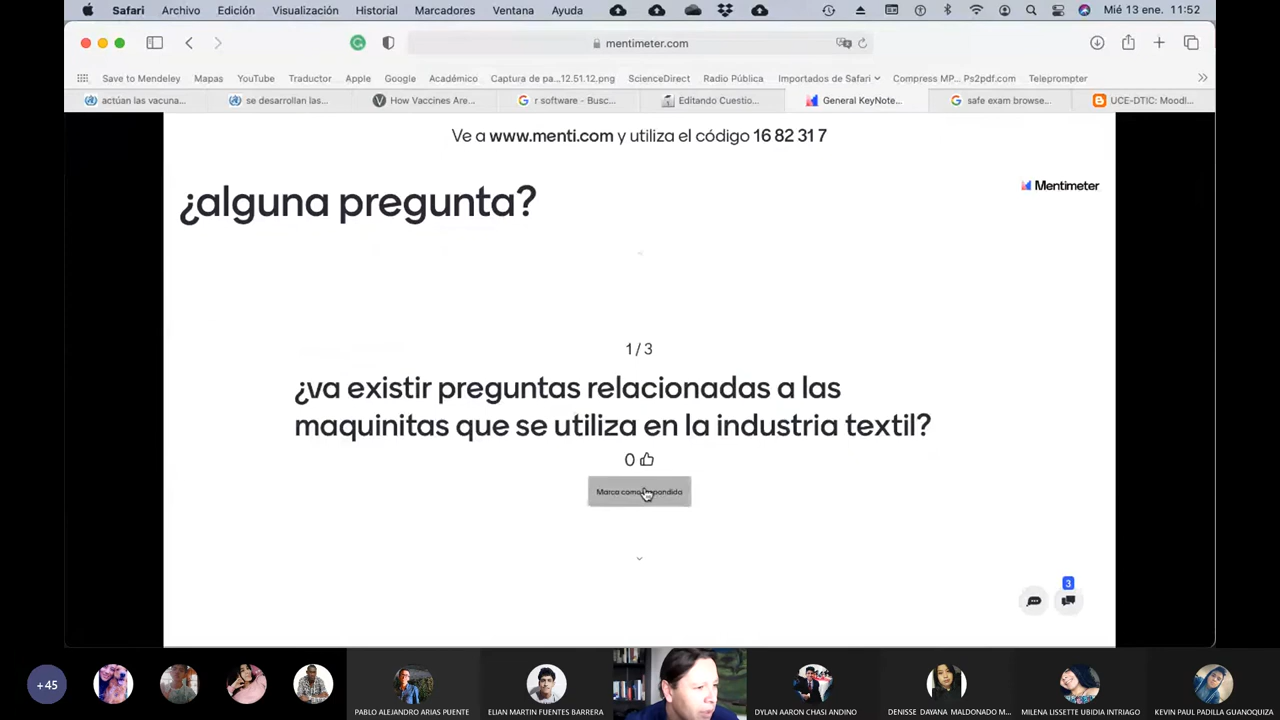 Safari Archivo Edición Visualización Historial Marcadores Ventana Ayuda Mié 13 ene. 11:52
mentimeter.com
Save to Mendeley Mapas YouTube Traductor Apple Google Académico Captura de pa...12.51.12.png ScienceDirect Radio Pública Importados de Safari Compress MP... Ps2pdf.com Teleprompter
actúan las vacuna... se desarrollan las... How Vaccines Are... r software - Busc... Editando Cuestio... General KeyNote... safe exam browse... UCE-DTIC: Moodl...
Ve a www.menti.com y utiliza el código 16 82 31 7
Mentimeter
¿alguna pregunta?
1 / 3
¿va existir preguntas relacionadas a las
maquinitas que se utiliza en la industria textil?
0
Marca como
3
+45 PABLO ALEJANDRO ARIAS PUENTE ELIAN MARTIN FUENTES BARRERA DYLAN AARON CHASI ANDINO DENISSE DAYANA MALDONADO M... MILENA LISSETTE UBIDIA INTRIAGO KEVIN PAUL PADILLA GUANOQUIZA